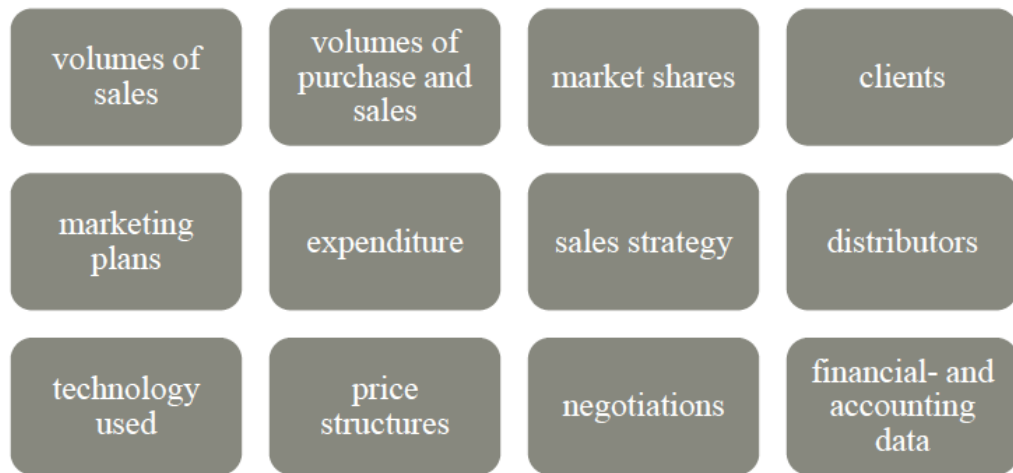 volumes of
sales
volumes of
purchase and
sales
market shares
clients
marketing
plans
expenditure
sales strategy
distributors
technology
used
price
structures
negotiations
financial- and
accounting
data